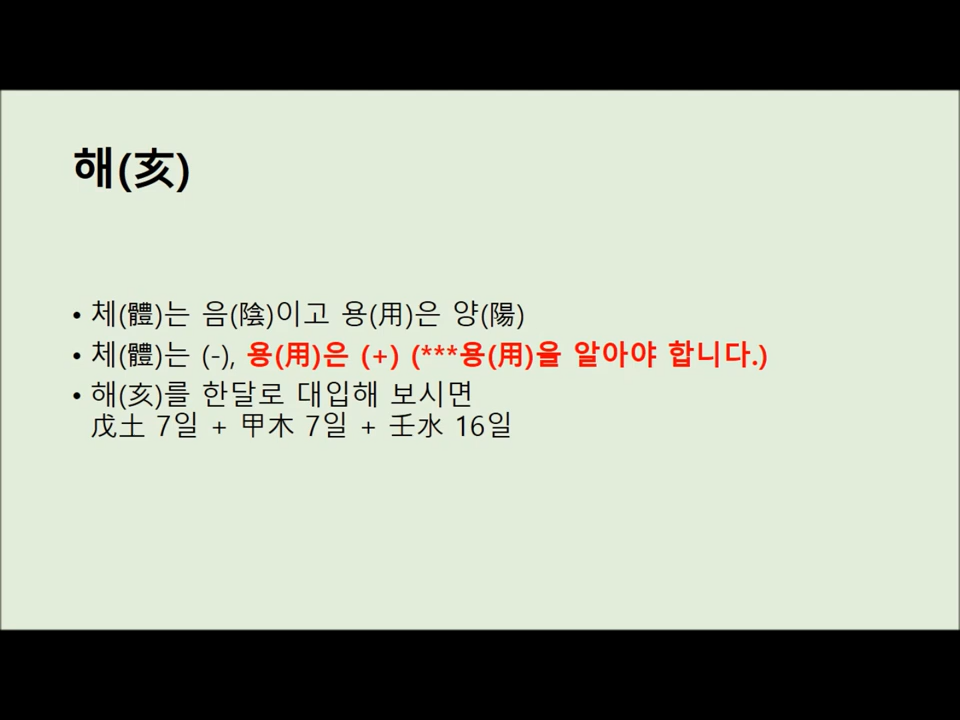 해(亥)
• 체(體)는 음(陰)이고 용(用)은 양(陽)
• 체(體)는 (-), 용(用)은 (+) (***용(用)을 알아야 합니다.)
• 해(亥)를 한달로 대입해 보시면
戊土 7일 + 甲木 7일 + 壬水 16일